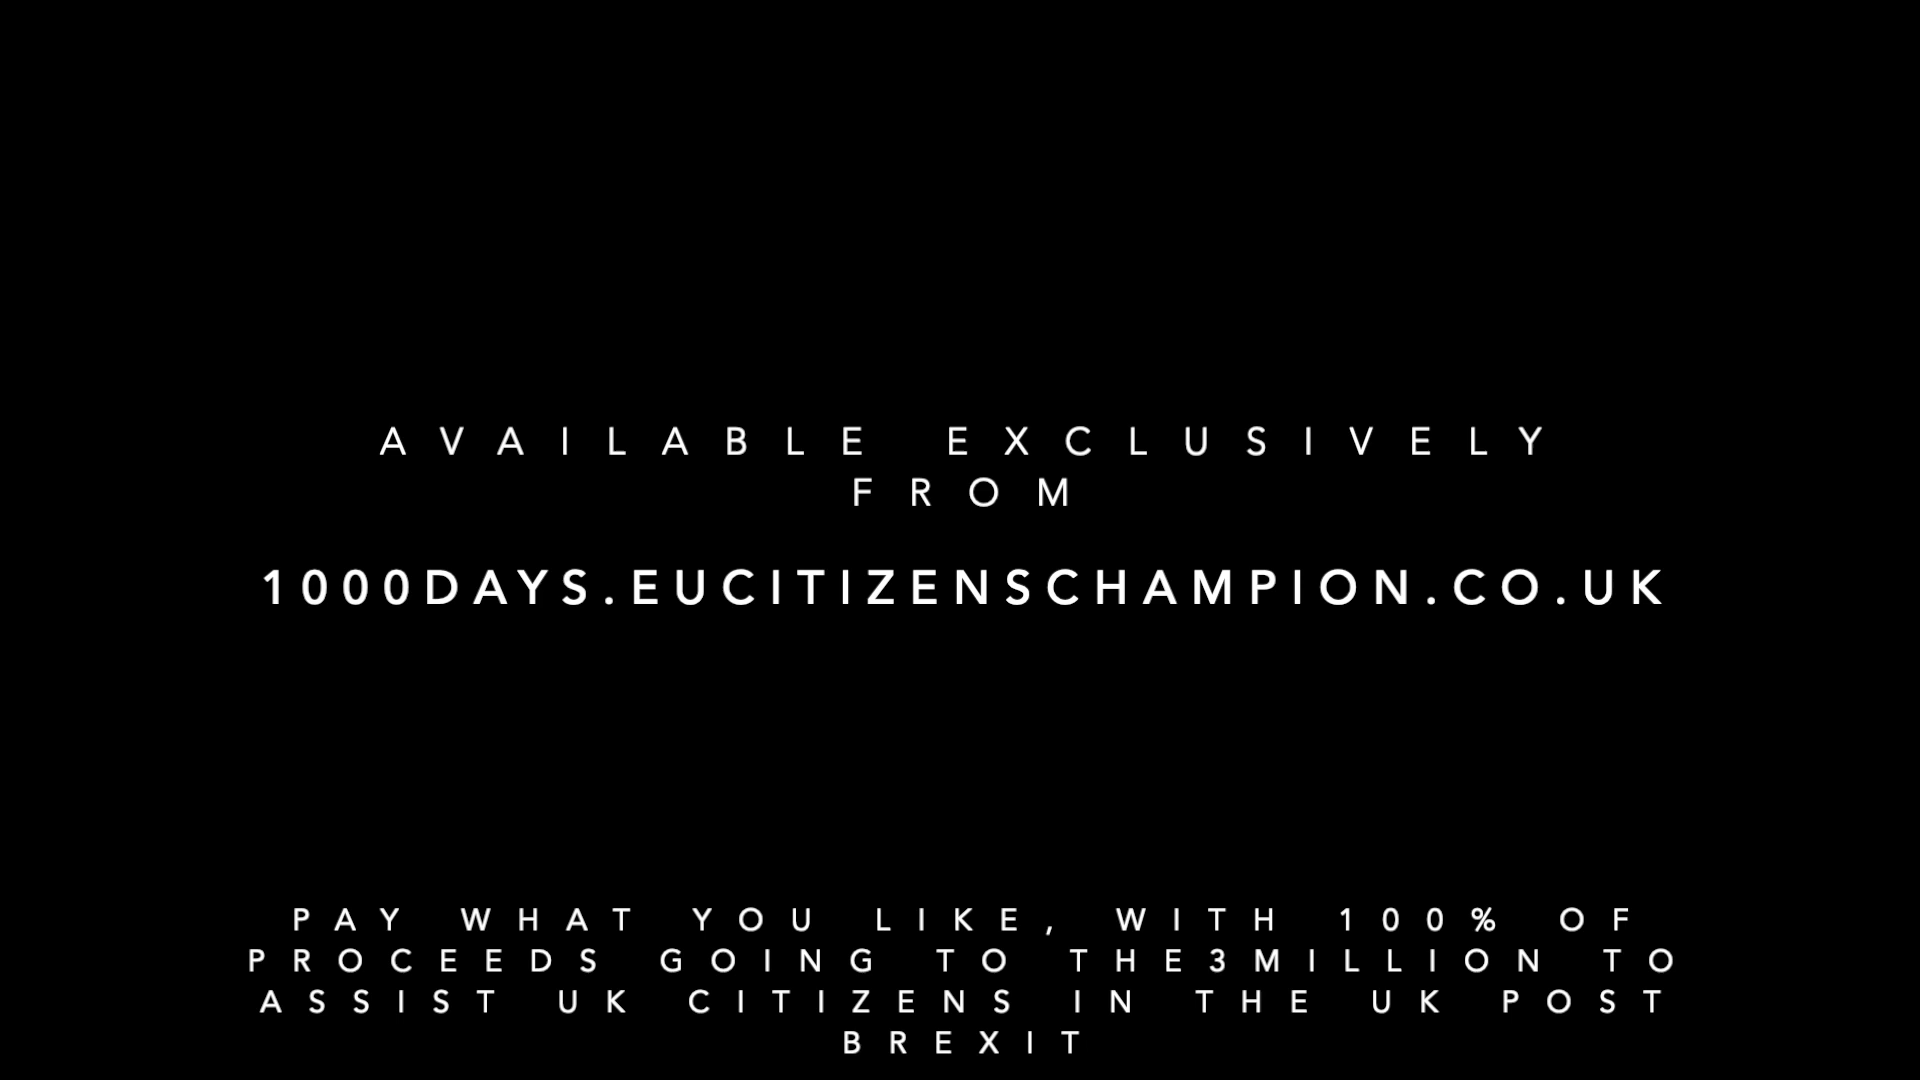 AVAILABLE EXCLUSIVELY
FROM
1000DAYS.EUCITIZENSCHAMPION.CO.UK
PAY WHAT YOU LIKE, WITH 100% OF
PROCEEDS GOING TO THE3MILLION TO
ASSIST UK CITIZENS IN THE UK POST
BREXIT